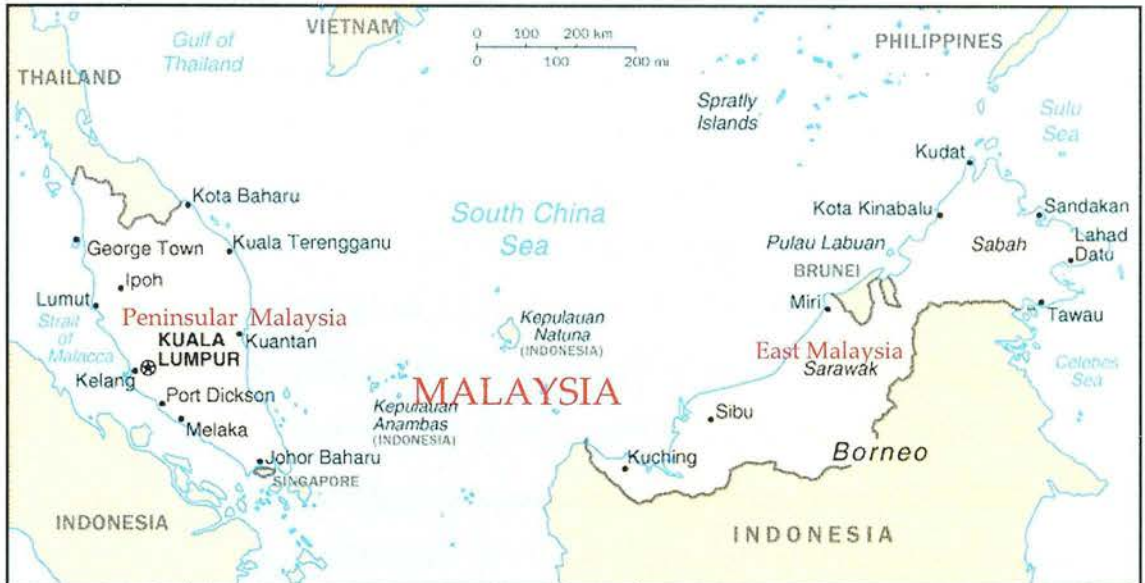 VIETNAM
Gulf of
Thailand
THAILAND
0 100 200 km
0 100 200 mi
PHILIPPINES
Spratly
Islands
Sulu
Sea
Kudat
Kota Baharu
South China
Sea
Kota Kinabalu
Sandakan
George Town
Kuala Terengganu
Pulau Labuan
Sabah
Lahad
Datu
BRUNEI
Ipoh
Lumut
Miri
Tawau
Strait
of
Malacca
Peninsular Malaysia
Kepulauan
Natuna
(INDONESIA)
KUALA
LUMPUR
Kuantan
East Malaysia
Sarawak
Celebes
Sea
Kelang
MALAYSIA
Port Dickson
Kepulauan
Anambas
(INDONESIA)
Melaka
Sibu
Borneo
Johor Baharu
Kuching
SINGAPORE
INDONESIA
INDONESIA